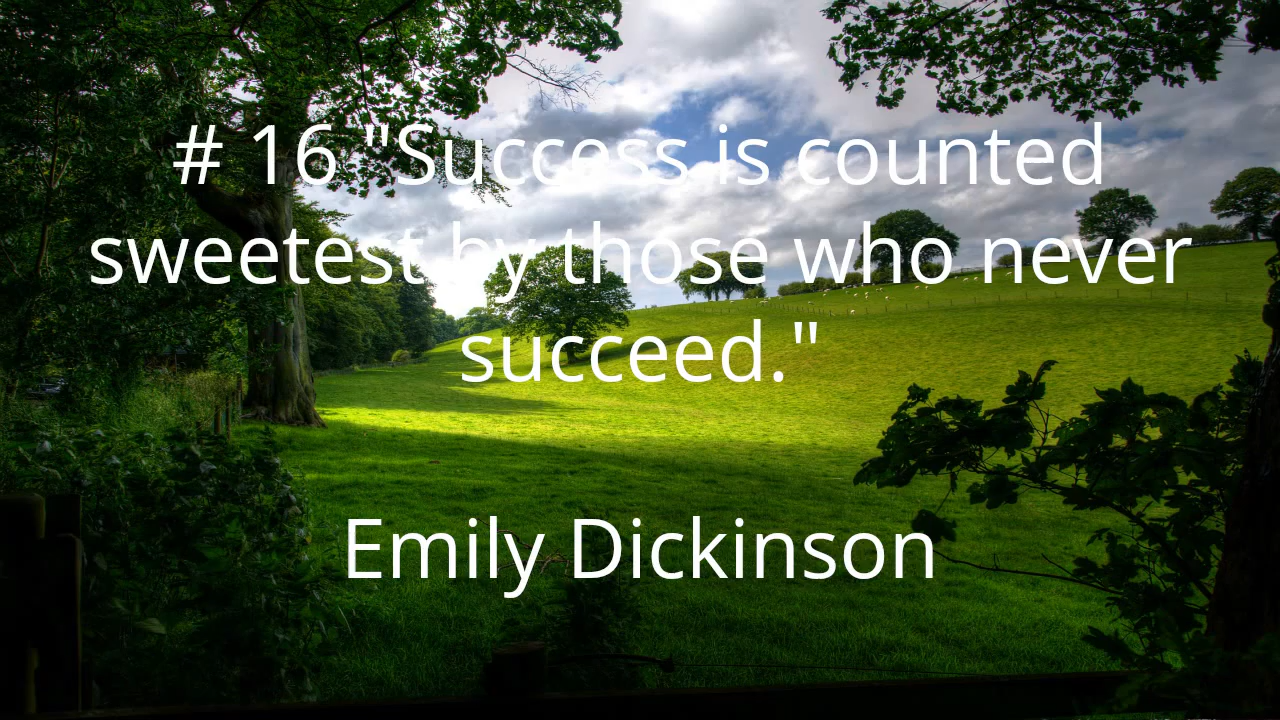 # 16 "Success is counted
sweetest by those who never
succeed."
Emily Dickinson